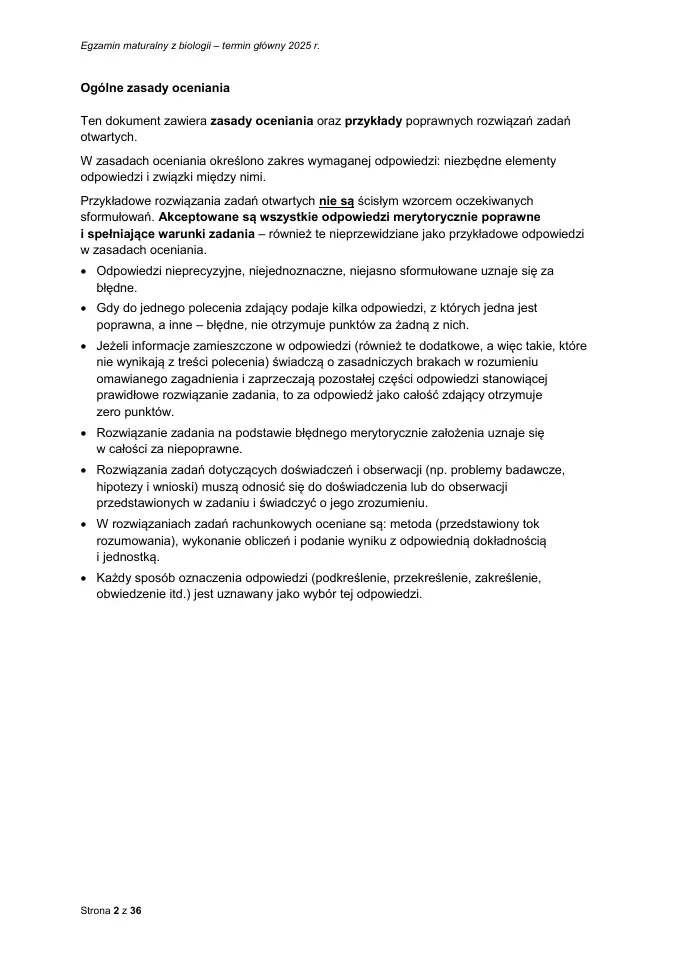 Egzamin maturalny z biologii – termin główny 2025 r.
Ogólne zasady oceniania
Ten dokument zawiera zasady oceniania oraz przykłady poprawnych rozwiązań zadań
otwartych.
W zasadach oceniania określono zakres wymaganej odpowiedzi: niezbędne elementy
odpowiedzi i związki między nimi.
Przykładowe rozwiązania zadań otwartych nie są ścisłym wzorcem oczekiwanych
sformułowań. Akceptowane są wszystkie odpowiedzi merytorycznie poprawne
i spełniające warunki zadania – również te nieprzewidziane jako przykładowe odpowiedzi
w zasadach oceniania.
• Odpowiedzi nieprecyzyjne, niejednoznaczne, niejasno sformułowane uznaje się za
błędne.
• Gdy do jednego polecenia zdający podaje kilka odpowiedzi, z których jedna jest
poprawna, a inne – błędne, nie otrzymuje punktów za żadną z nich.
• Jeżeli informacje zamieszczone w odpowiedzi (również te dodatkowe, a więc takie, które
nie wynikają z treści polecenia) świadczą o zasadniczych brakach w rozumieniu
omawianego zagadnienia i zaprzeczają pozostałej części odpowiedzi stanowiącej
prawidłowe rozwiązanie zadania, to za odpowiedź jako całość zdający otrzymuje
zero punktów.
• Rozwiązanie zadania na podstawie błędnego merytorycznie założenia uznaje się
w całości za niepoprawne.
• Rozwiązania zadań dotyczących doświadczeń i obserwacji (np. problemy badawcze,
hipotezy i wnioski) muszą odnosić się do doświadczenia lub do obserwacji
przedstawionych w zadaniu i świadczyć o jego zrozumieniu.
• W rozwiązaniach zadań rachunkowych oceniane są: metoda (przedstawiony tok
rozumowania), wykonanie obliczeń i podanie wyniku z odpowiednią dokładnością
i jednostką.
• Każdy sposób oznaczenia odpowiedzi (podkreślenie, przekreślenie, zakreślenie,
obwiedzenie itd.) jest uznawany jako wybór tej odpowiedzi.
Strona 2 z 36